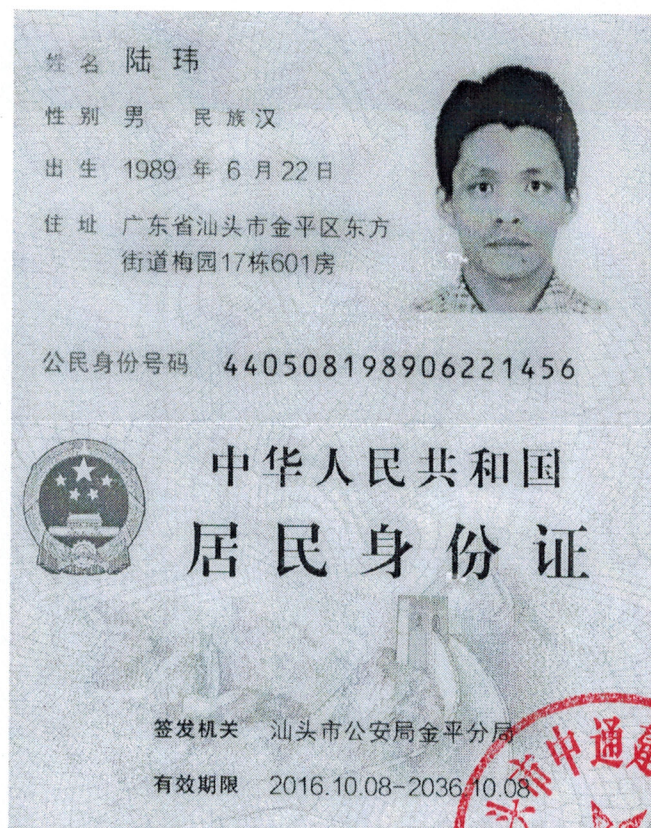 姓名 陆玮
性别 男 民族 汉
出生 1989 年 6 月 22 日
住址 广东省汕头市金平区东方
街道梅园17栋601房
公民身份号码 440508198906221456
中华人民共和国
居民身份证
签发机关 汕头市公安局金平分局
有效期限 2016.10.08-2036.10.08
市申通